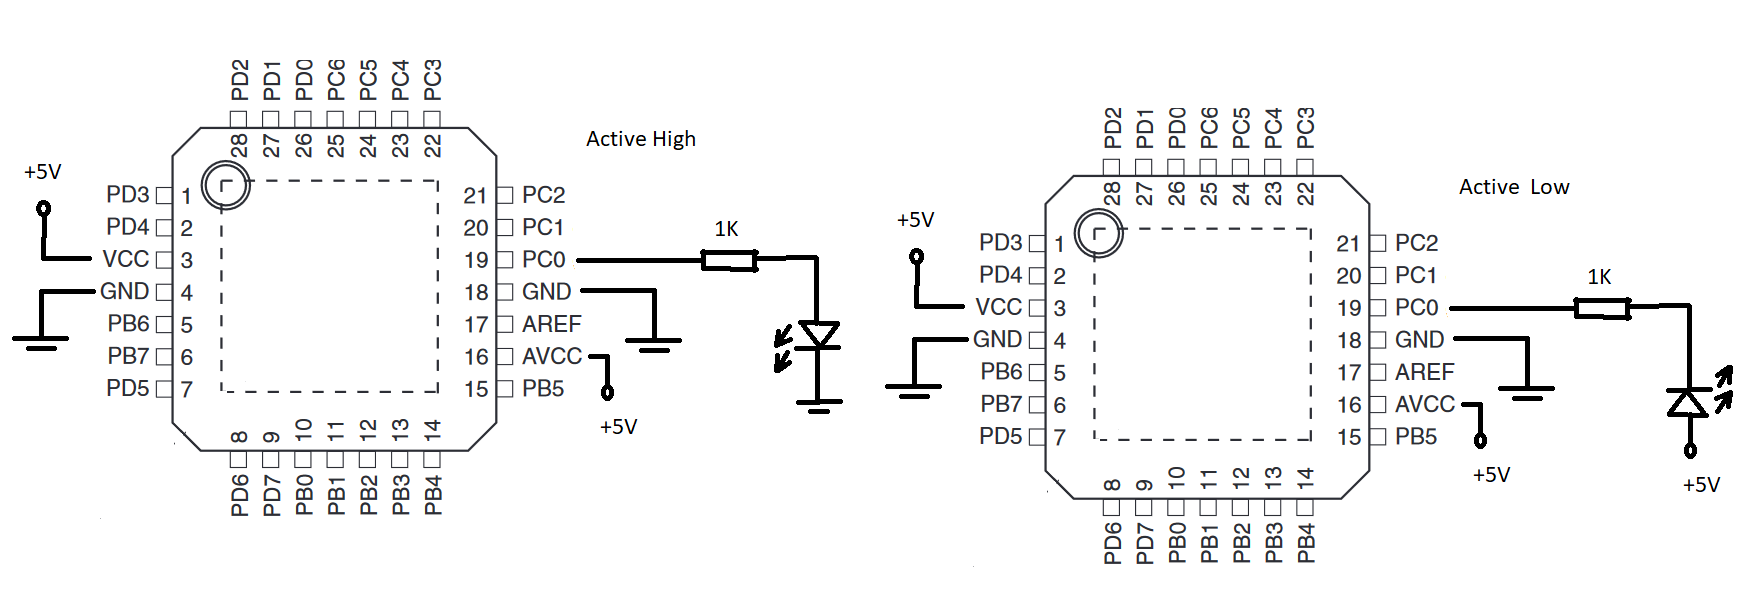 PD2 PD1 PD0 PC6 PC5 PC4 PC3
28 27 26 25 24 23 22
Active High
+5V
PD3 1
PD4 2
VCC 3
GND 4
PB6 5
PB7 6
PD5 7
21 PC2
20 PC1
19 PC0
18 GND
17 AREF
16 AVCC
15 PB5
1K
+5V
8 9 10 11 12 13 14
PD6 PD7 PB0 PB1 PB2 PB3 PB4
PD2 PD1 PD0 PC6 PC5 PC4 PC3
28 27 26 25 24 23 22
Active Low
+5V
PD3 1
PD4 2
VCC 3
GND 4
PB6 5
PB7 6
PD5 7
21 PC2
20 PC1
19 PC0
18 GND
17 AREF
16 AVCC
15 PB5
1K
+5V
+5V
8 9 10 11 12 13 14
PD6 PD7 PB0 PB1 PB2 PB3 PB4